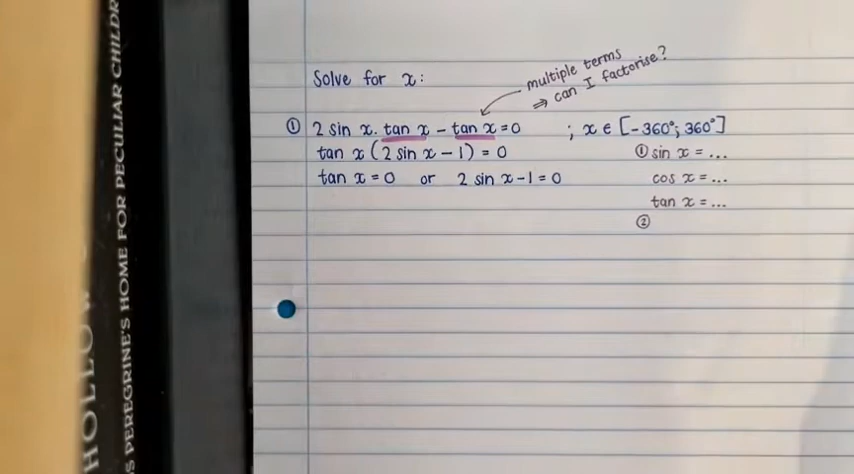 HOLLOW
S PEREGRINE'S HOME FOR PECULIAR CHILDR
Solve for x:
multiple terms
⇒ can I factorise?
① 2 sin x. tan x - tan x = 0 ; x ∈ [-360°; 360°]
tan x (2 sin x - 1) = 0
tan x = 0 or 2 sin x - 1 = 0
① sin x = ...
cos x = ...
tan x = ...
②